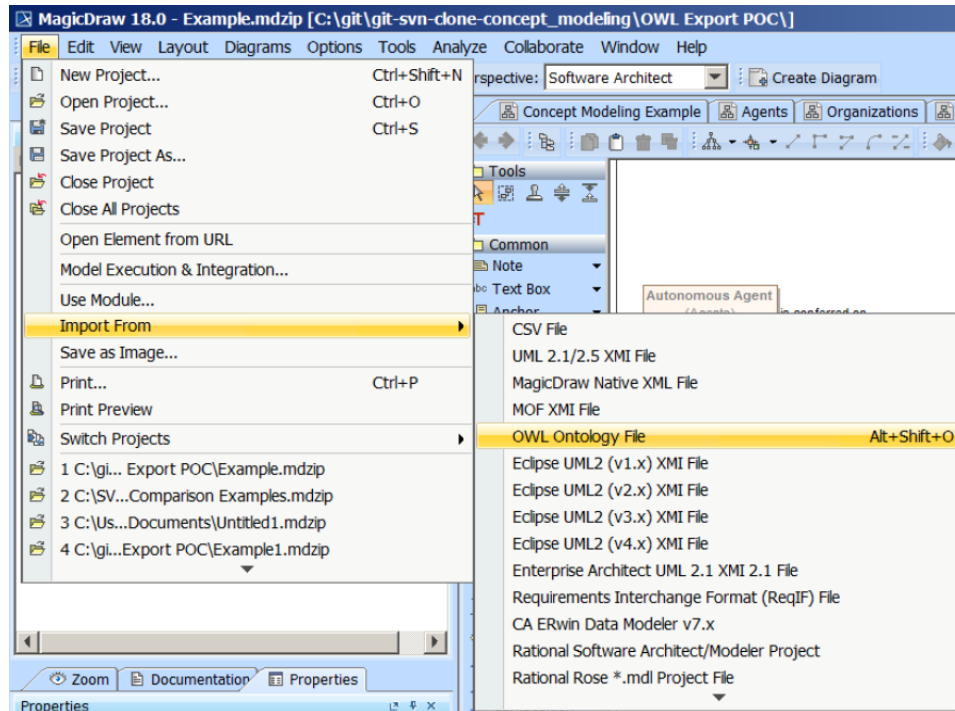 MagicDraw 18.0 - Example.mdzip [C:\git\git-svn-clone-concept_modeling\OWL Export POC\]
File Edit View Layout Diagrams Options Tools Analyze Collaborate Window Help
New Project... Ctrl+Shift+N
rspective: Software Architect Create Diagram
Open Project... Ctrl+O
Concept Modeling Example Agents Organizations
Save Project Ctrl+S
Save Project As...
Close Project
Close All Projects
Open Element from URL
Model Execution & Integration...
Use Module...
Import From
Save as Image...
Print... Ctrl+P
Print Preview
Switch Projects
1 C:\gi... Export POC\Example.mdzip
2 C:\SV...Comparison Examples.mdzip
3 C:\Us...Documents\Untitled1.mdzip
4 C:\gi...Export POC\Example1.mdzip
Tools
T
Common
Note
abc Text Box
Anchor
Autonomous Agent
(Agents)
is conferred on
CSV File
UML 2.1/2.5 XMI File
MagicDraw Native XML File
MOF XMI File
OWL Ontology File Alt+Shift+O
Eclipse UML2 (v1.x) XMI File
Eclipse UML2 (v2.x) XMI File
Eclipse UML2 (v3.x) XMI File
Eclipse UML2 (v4.x) XMI File
Enterprise Architect UML 2.1 XMI 2.1 File
Requirements Interchange Format (ReqIF) File
CA ERwin Data Modeler v7.x
Rational Software Architect/Modeler Project
Rational Rose *.mdl Project File
Zoom Documentation Properties
Properties